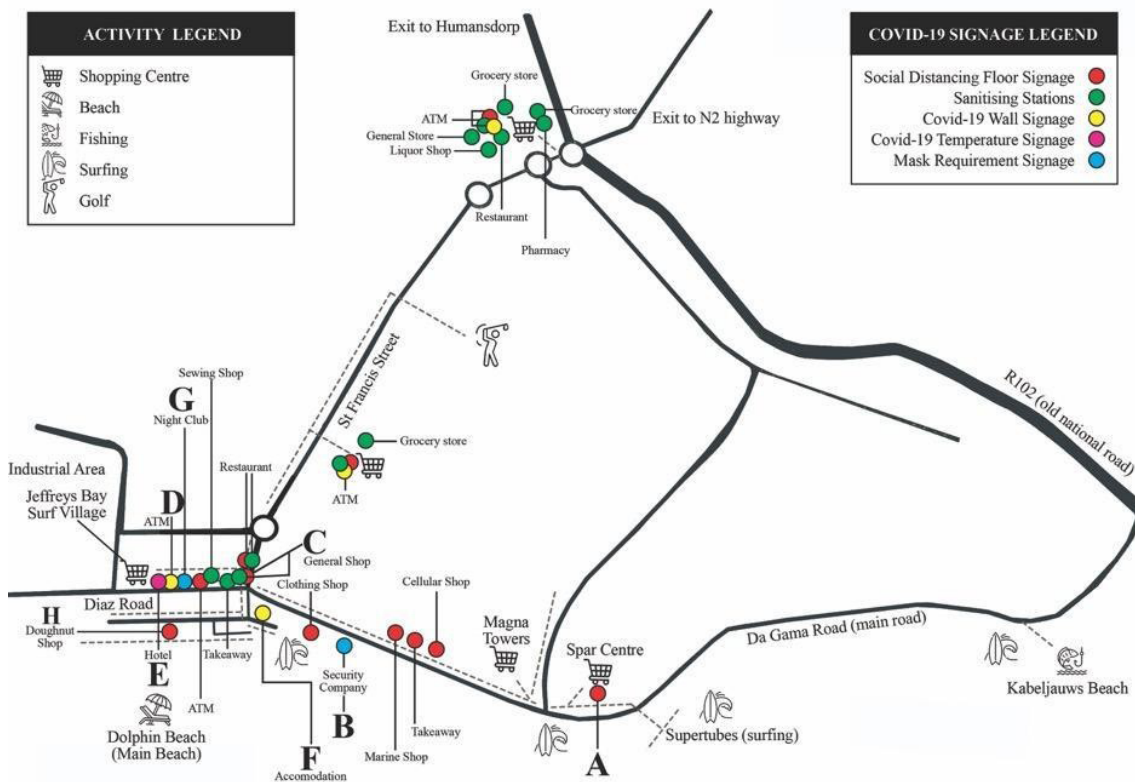 ACTIVITY LEGEND
Shopping Centre
Beach
Fishing
Surfing
Golf
Exit to Humansdorp
Grocery store
ATM
General Store
Liquor Shop
Grocery store
Exit to N2 highway
Restaurant
Pharmacy
COVID-19 SIGNAGE LEGEND
Social Distancing Floor Signage
Sanitising Stations
Covid-19 Wall Signage
Covid-19 Temperature Signage
Mask Requirement Signage
St Francis Street
R102 (old national road)
Sewing Shop
G
Night Club
Restaurant
Grocery store
ATM
Industrial Area
Jeffreys Bay
Surf Village
D
ATM
C
General Shop
Clothing Shop
Cellular Shop
Diaz Road
H
Doughnut
Shop
Hotel
E
Takeaway
ATM
Dolphin Beach
(Main Beach)
F
Accomodation
Security
Company
B
Marine Shop
Takeaway
Magna
Towers
Spar Centre
A
Supertubes (surfing)
Da Gama Road (main road)
Kabeljauws Beach